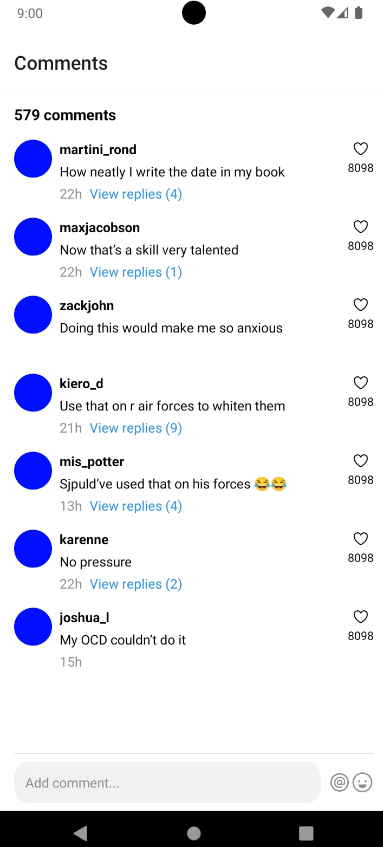 9:00
Comments
579 comments
martini_rond
How neatly I write the date in my book
8098
22h View replies (4)
maxjacobson
Now that's a skill very talented
8098
22h View replies (1)
zackjohn
Doing this would make me so anxious
8098
kiero_d
Use that on r air forces to whiten them
8098
21h View replies (9)
mis_potter
Sjpuld've used that on his forces 😂😂
8098
13h View replies (4)
karenne
No pressure
8098
22h View replies (2)
joshua_l
My OCD couldn't do it
8098
15h
Add comment...